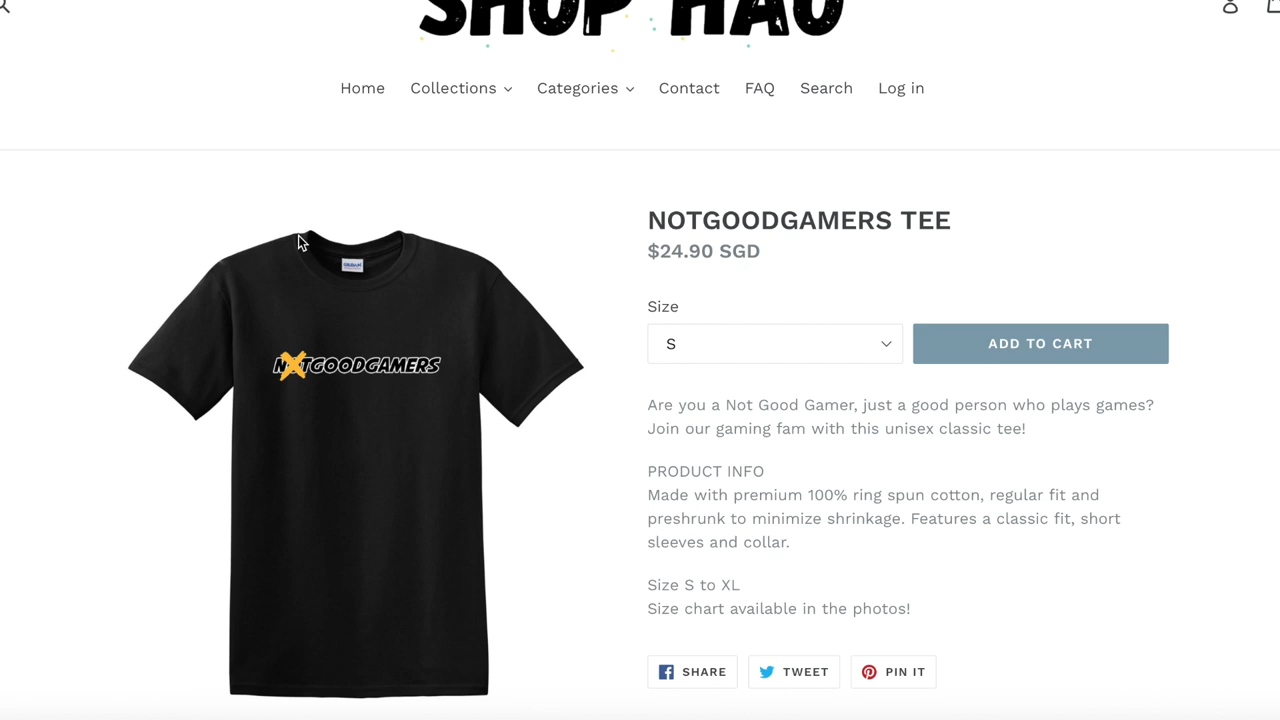 SHOP HAO
Home Collections Categories Contact FAQ Search Log in
NOTGOODGAMERS TEE
$24.90 SGD
Size
S
ADD TO CART
GILDAN
NOTGOODGAMERS
Are you a Not Good Gamer, just a good person who plays games?
Join our gaming fam with this unisex classic tee!
PRODUCT INFO
Made with premium 100% ring spun cotton, regular fit and
preshrunk to minimize shrinkage. Features a classic fit, short
sleeves and collar.
Size S to XL
Size chart available in the photos!
SHARE TWEET PIN IT